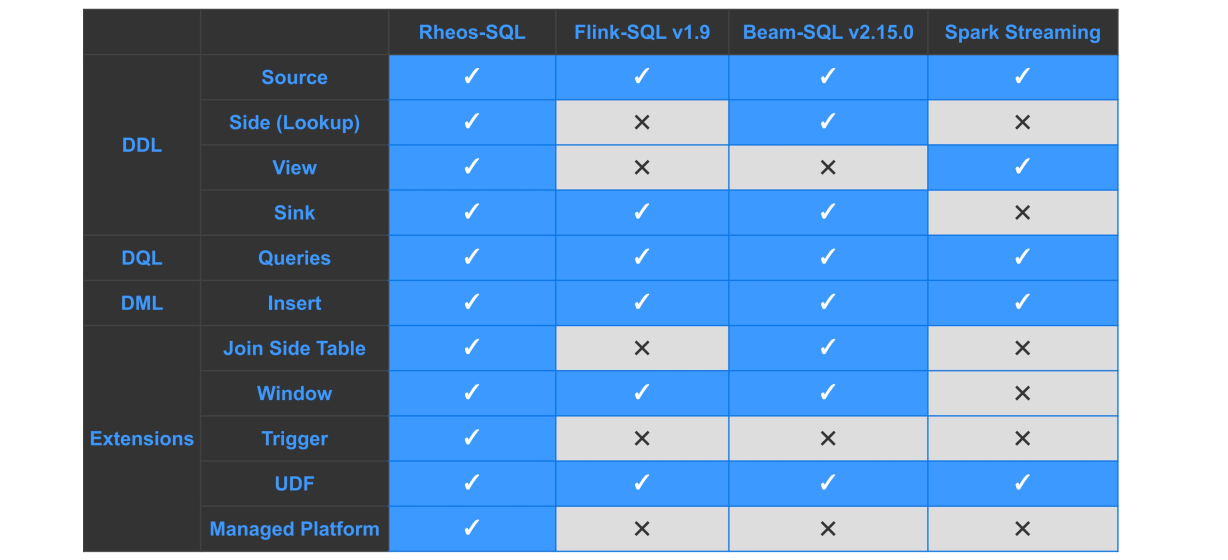 Rheos-SQL Flink-SQL v1.9 Beam-SQL v2.15.0 Spark Streaming
DDL
Source ✓ ✓ ✓ ✓
Side (Lookup) ✓ ✕ ✓ ✕
View ✓ ✕ ✕ ✓
Sink ✓ ✓ ✓ ✕
DQL Queries ✓ ✓ ✓ ✓
DML Insert ✓ ✓ ✓ ✓
Extensions
Join Side Table ✓ ✕ ✓ ✕
Window ✓ ✓ ✓ ✕
Trigger ✓ ✕ ✕ ✕
UDF ✓ ✓ ✓ ✓
Managed Platform ✓ ✕ ✕ ✕